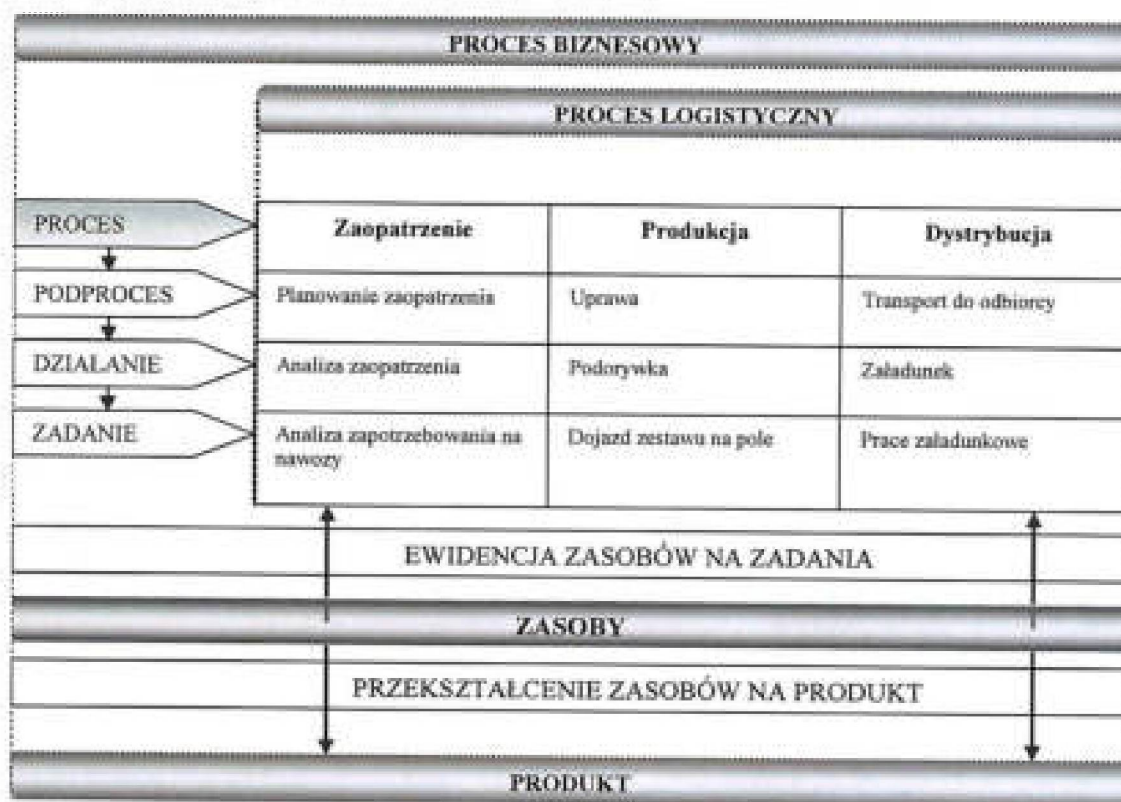 PROCES BIZNESOWY
PROCES LOGISTYCZNY
PROCES
Zaopatrzenie
Produkcja
Dystrybucja
PODPROCES
Planowanie zaopatrzenia
Uprawa
Transport do odbiorcy
DZIAŁANIE
Analiza zaopatrzenia
Podorywka
Załadunek
ZADANIE
Analiza zapotrzebowania na
nawozy
Dojazd zestawu na pole
Prace załadunkowe
EWIDENCJA ZASOBÓW NA ZADANIA
ZASOBY
PRZEKSZTAŁCENIE ZASOBÓW NA PRODUKT
PRODUKT